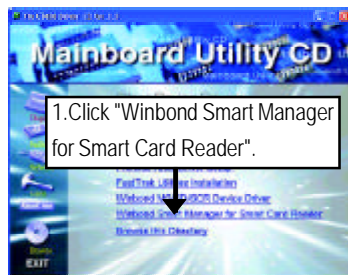 Mainboard Utility CD
1.Click "Winbond Smart Manager
for Smart Card Reader".
FastTrak Utilities Installation
Winbond Device Driver
Winbond Smart Manager for Smart Card Reader
Browse this Directory
EXIT